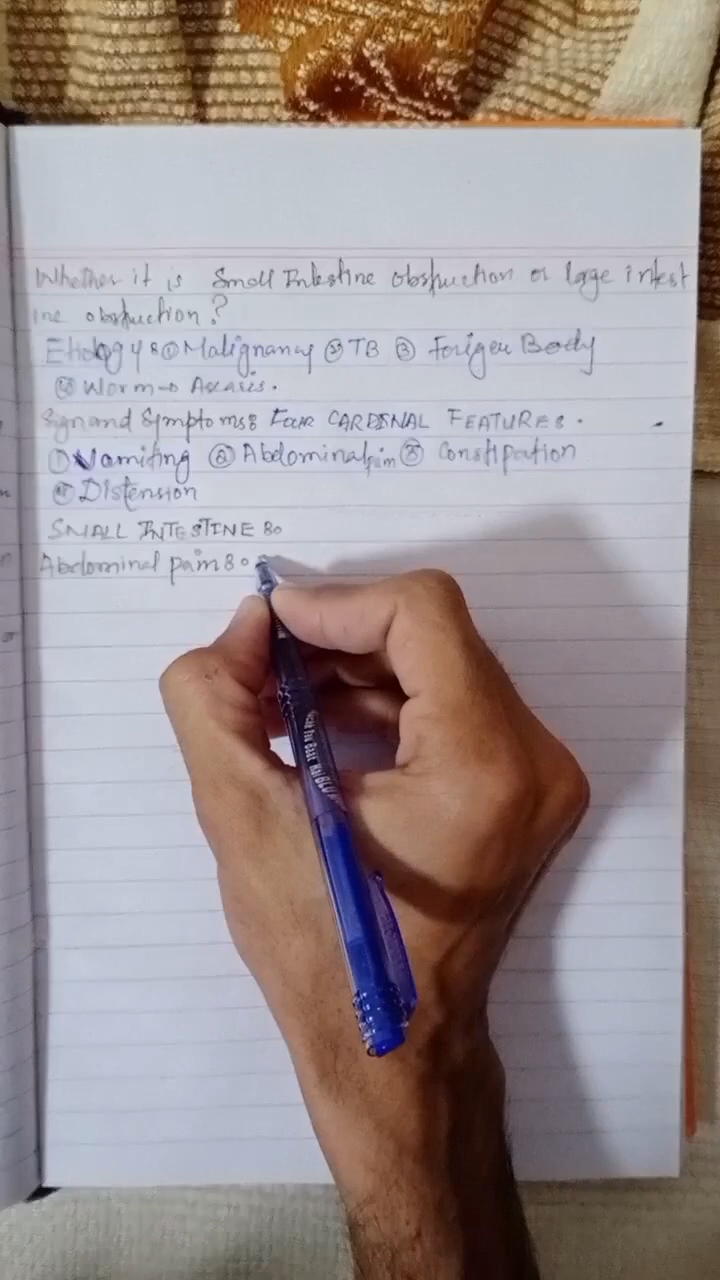 Whether it is Small Intestine obstruction or large intest
ine obstruction?
Etiology: ① Malignancy ② TB ③ Forigen Body
④ Worm → Ascaris.
Sign and Symptoms: FOUR CARDINAL FEATURES.
① Vomiting ② Abdominal pain ③ Constipation
④ Distension
SMALL INTESTINE:
Abdominal pain: